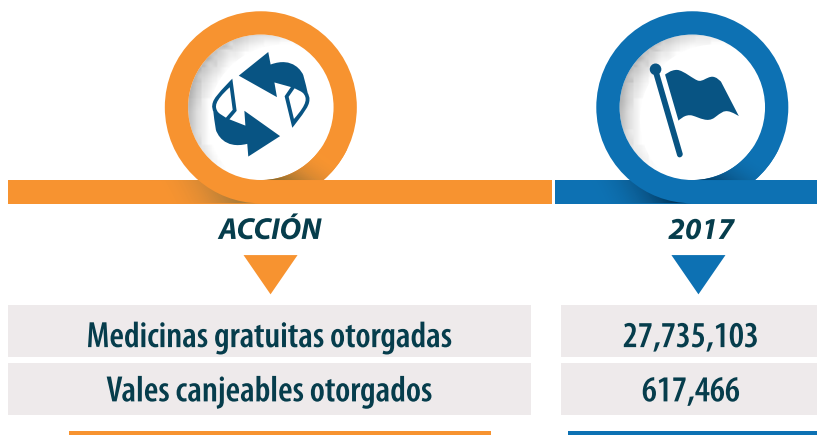 ACCIÓN
2017
Medicinas gratuitas otorgadas
27,735,103
Vales canjeables otorgados
617,466